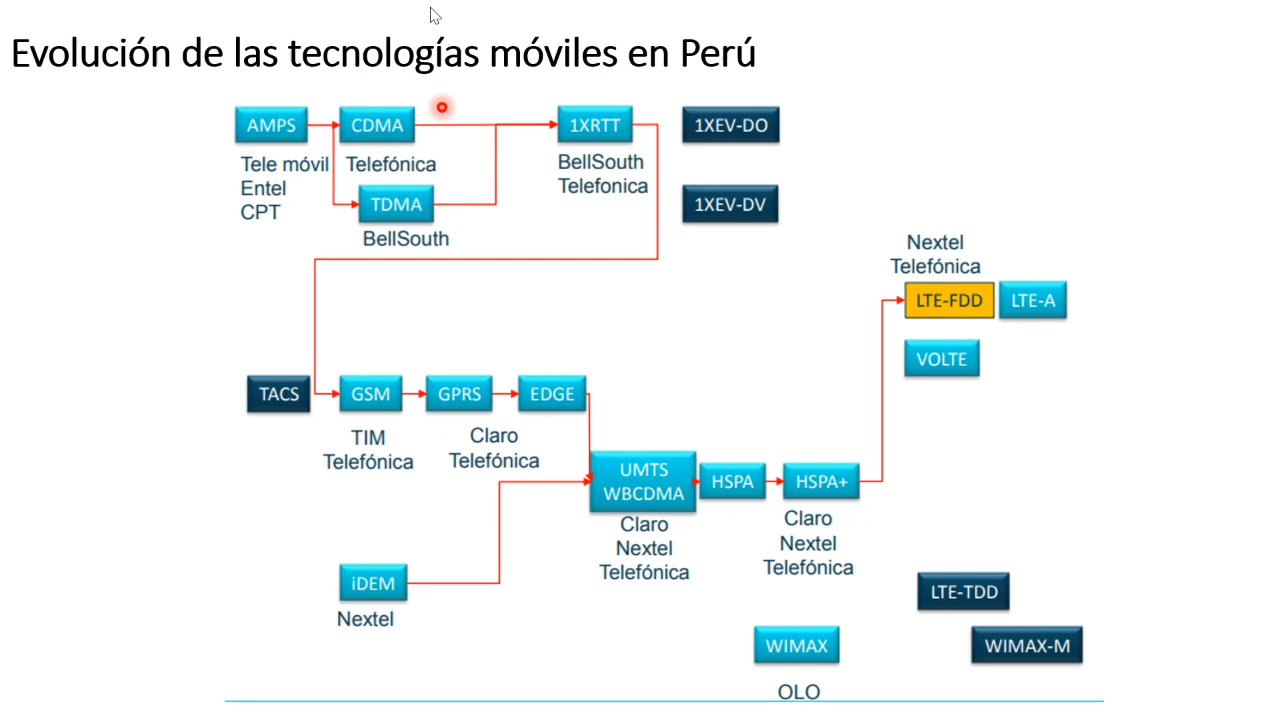 Evolución de las tecnologías móviles en Perú
AMPS
CDMA
1XRTT
1XEV-DO
Tele móvil
Entel
CPT
Telefónica
BellSouth
Telefonica
TDMA
1XEV-DV
BellSouth
Nextel
Telefónica
LTE-FDD
LTE-A
VOLTE
TACS
GSM
GPRS
EDGE
TIM
Telefónica
Claro
Telefónica
UMTS
WBCDMA
HSPA
HSPA+
Claro
Nextel
Telefónica
Claro
Nextel
Telefónica
iDEM
Nextel
LTE-TDD
WIMAX
WIMAX-M
OLO